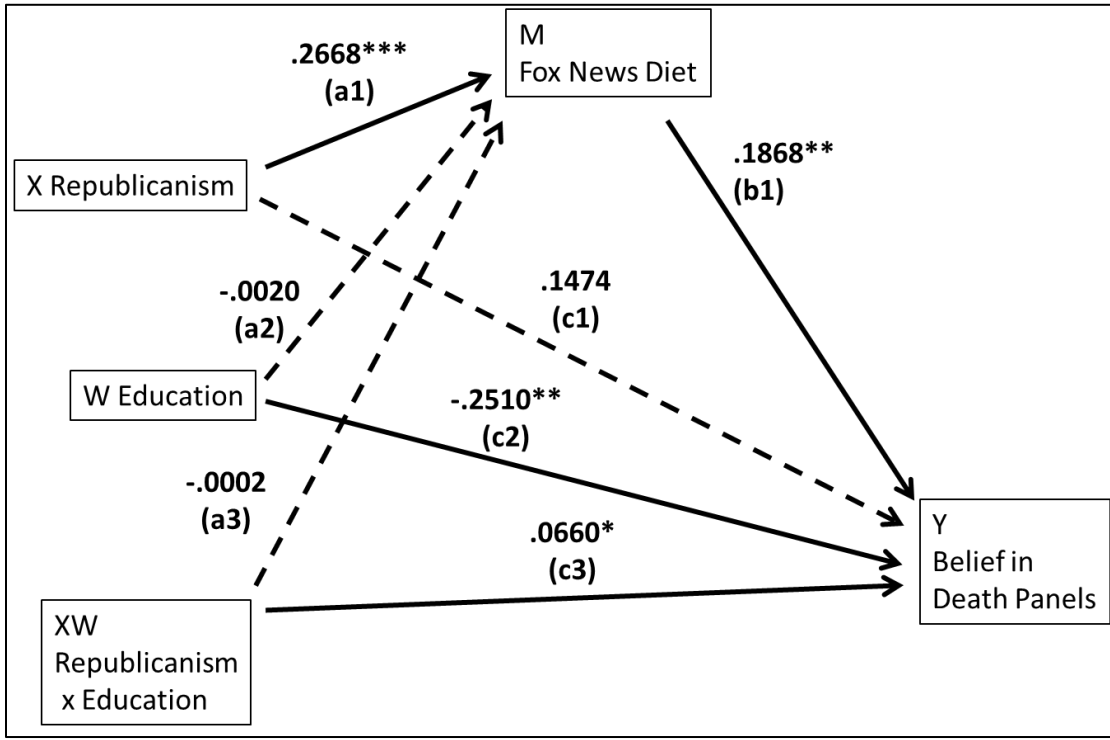 M
Fox News Diet
.2668***
(a1)
X Republicanism
.1868**
(b1)
-.0020
(a2)
.1474
(c1)
W Education
-.2510**
(c2)
-.0002
(a3)
.0660*
(c3)
Y
Belief in
Death Panels
XW
Republicanism
x Education